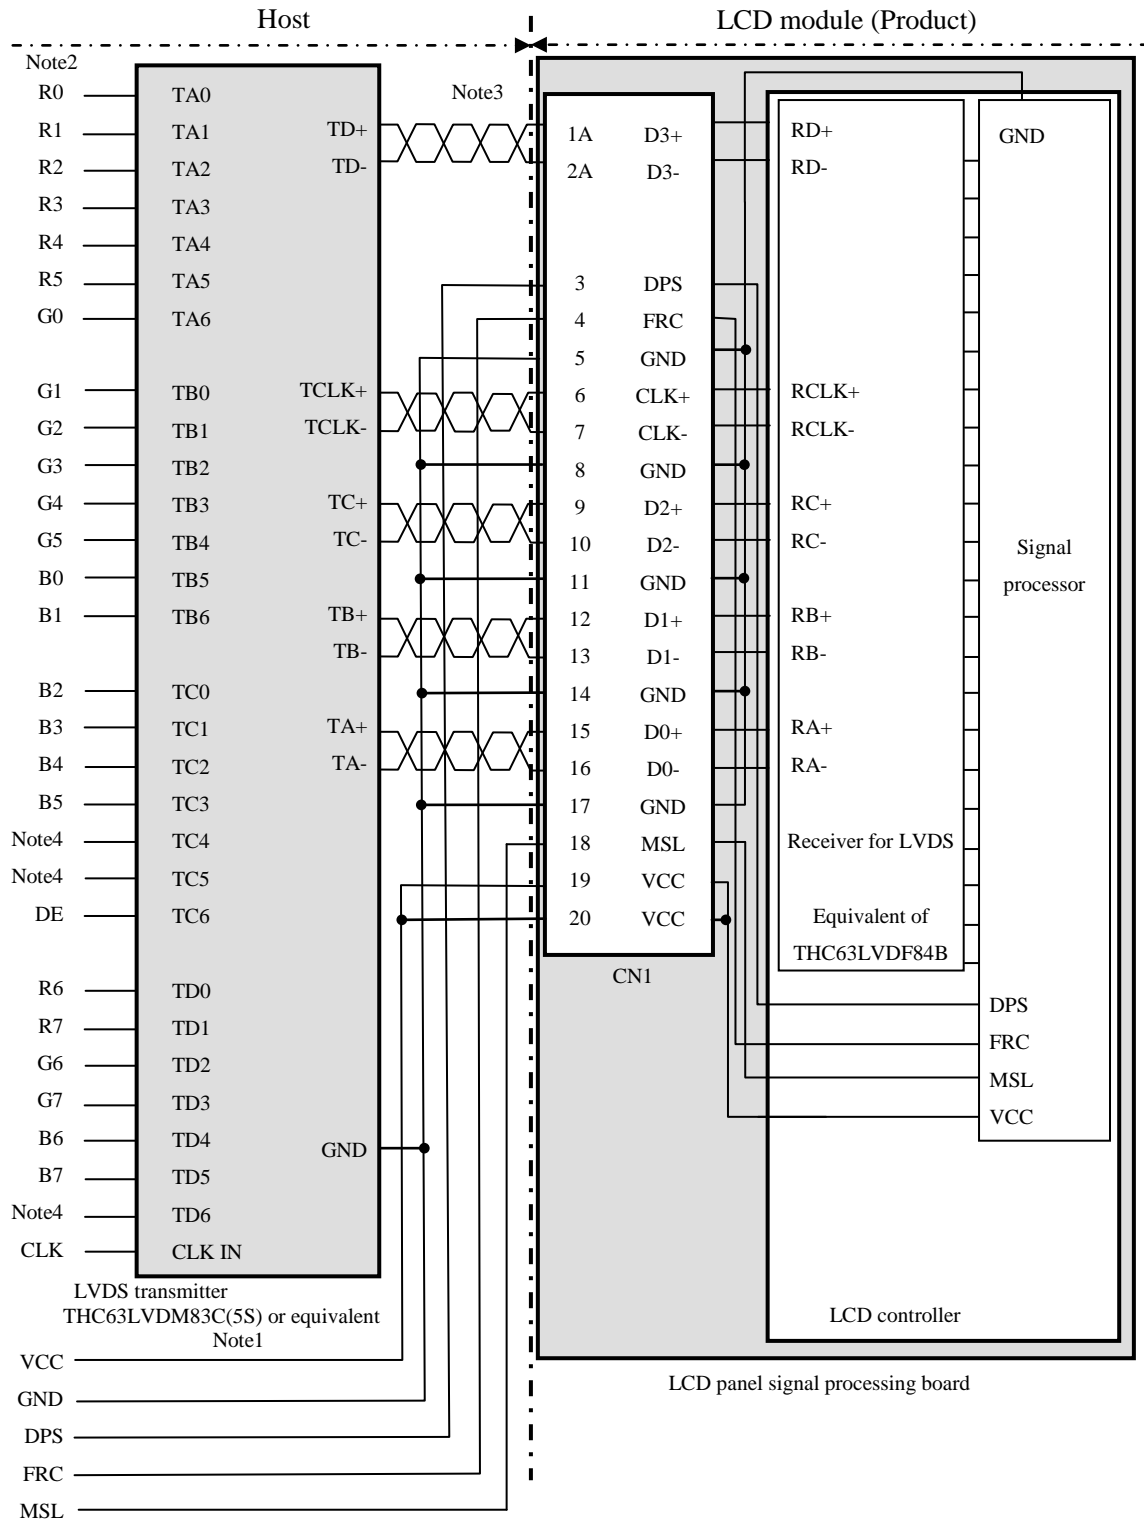 Host
LCD module (Product)
Note2
R0 TA0
Note3
R1 TA1 TD+ 1A D3+ RD+ GND
R2 TA2 TD- 2A D3- RD-
R3 TA3
R4 TA4
R5 TA5 3 DPS
G0 TA6 4 FRC
5 GND
G1 TB0 TCLK+ 6 CLK+ RCLK+
G2 TB1 TCLK- 7 CLK- RCLK-
G3 TB2 8 GND
G4 TB3 TC+ 9 D2+ RC+
G5 TB4 TC- 10 D2- RC- Signal
B0 TB5 11 GND processor
B1 TB6 TB+ 12 D1+ RB+
TB- 13 D1- RB-
B2 TC0 14 GND
B3 TC1 TA+ 15 D0+ RA+
B4 TC2 TA- 16 D0- RA-
B5 TC3 17 GND
Note4 TC4 18 MSL Receiver for LVDS
Note4 TC5 19 VCC
DE TC6 20 VCC Equivalent of
THC63LVDF84B
CN1
R6 TD0
DPS
R7 TD1
FRC
G6 TD2
MSL
G7 TD3
VCC
B6 TD4 GND
B7 TD5
Note4 TD6
CLK CLK IN
LVDS transmitter
THC63LVDM83C(5S) or equivalent
LCD controller
Note1
VCC
LCD panel signal processing board
GND
DPS
FRC
MSL